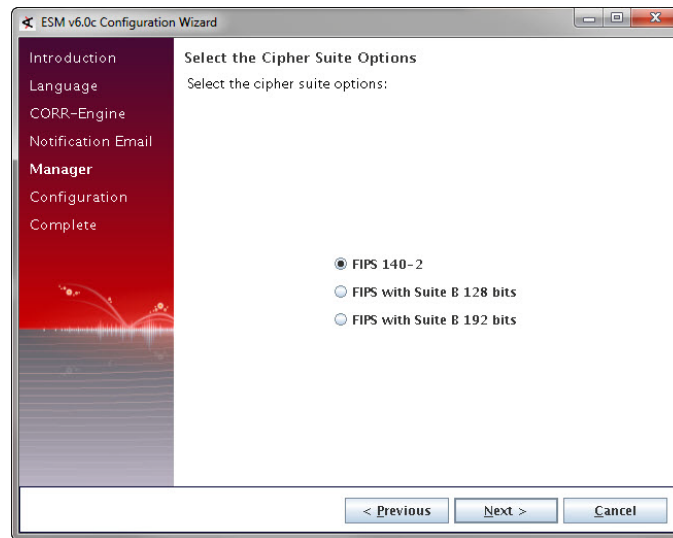 ESM v6.0c Configuration Wizard
Introduction
Language
CORR-Engine
Notification Email
Manager
Configuration
Complete
Select the Cipher Suite Options
Select the cipher suite options:
FIPS 140-2
FIPS with Suite B 128 bits
FIPS with Suite B 192 bits
< Previous
Next >
Cancel